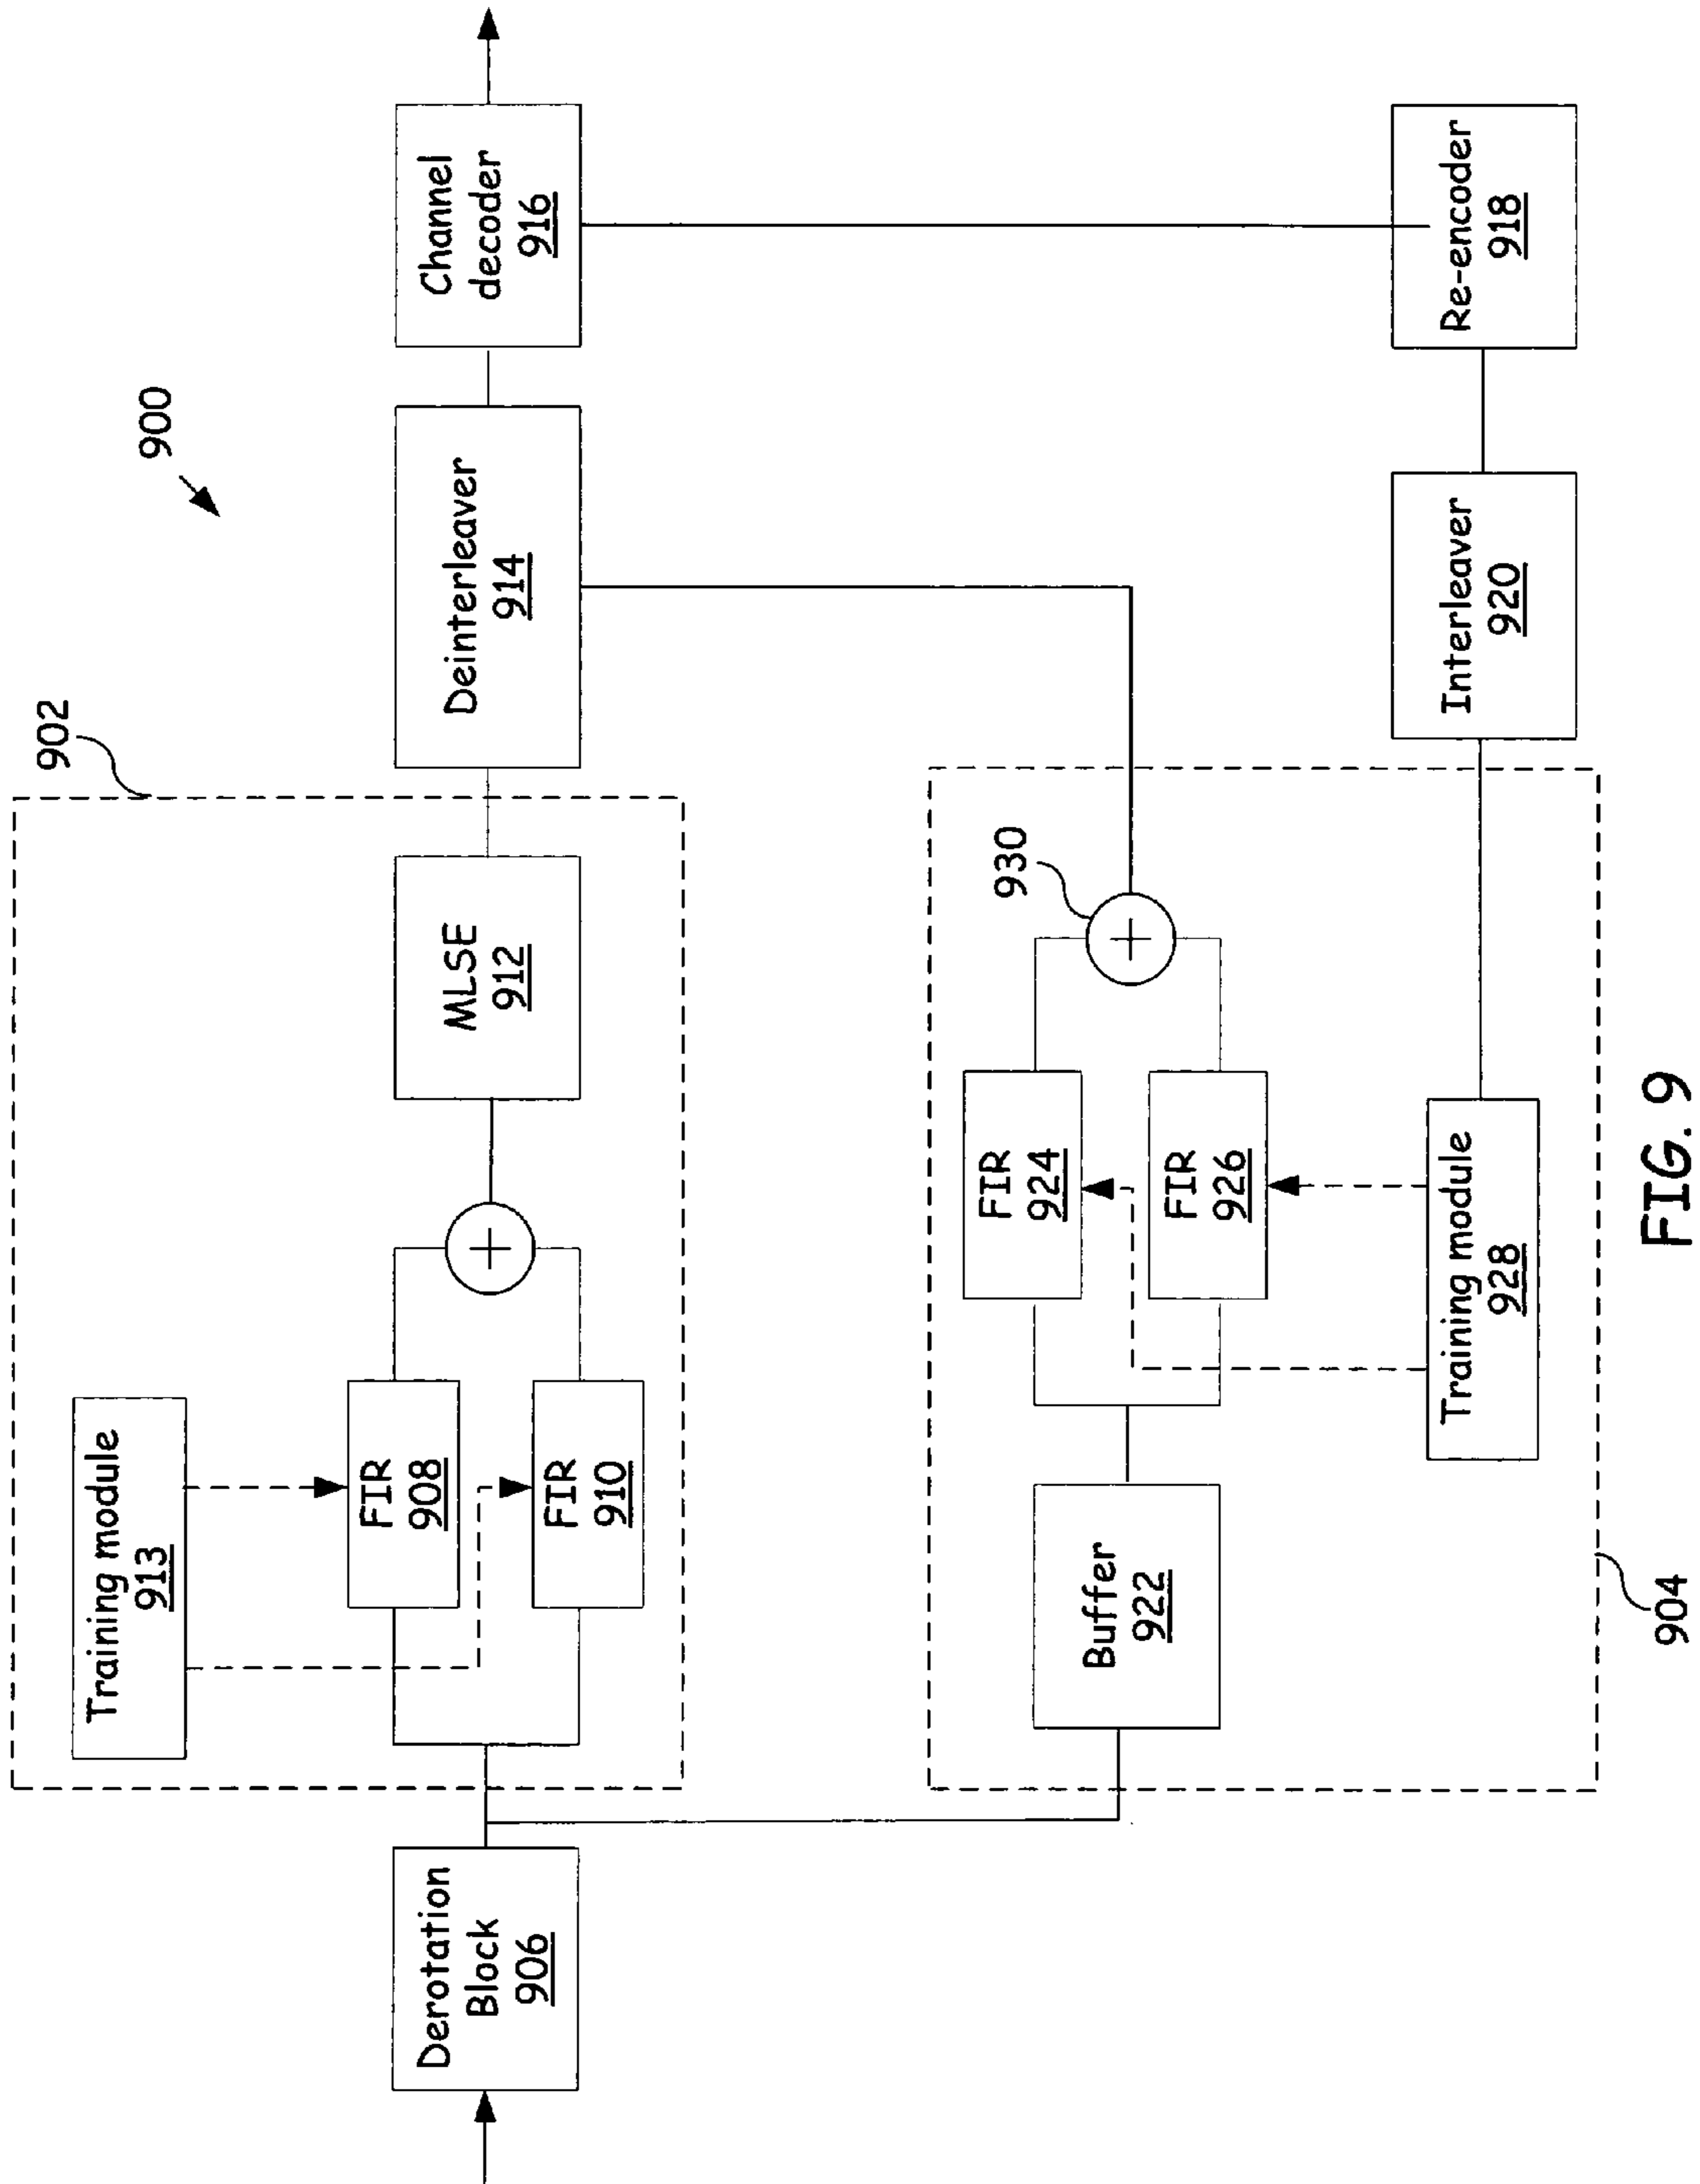 900
902
Training module
913
FIR
908
FIR
910
MLSE
912
Derotation
Block
906
Deinterleaver
914
Channel
decoder
916
930
Buffer
922
FIR
924
FIR
926
Training module
928
Interleaver
920
Re-encoder
918
904
FIG. 9